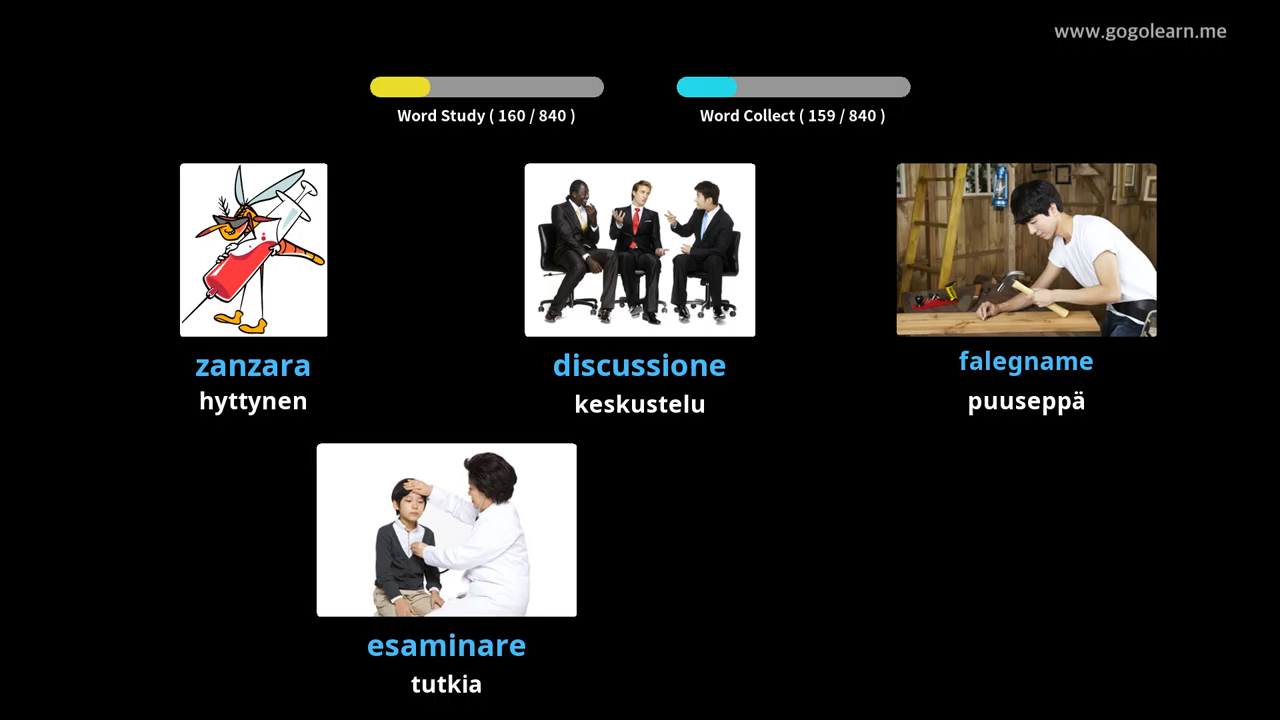 www.gogolearn.me
Word Study ( 160 / 840 )
Word Collect ( 159 / 840 )
zanzara
hyttynen
discussione
keskustelu
falegname
puuseppä
esaminare
tutkia